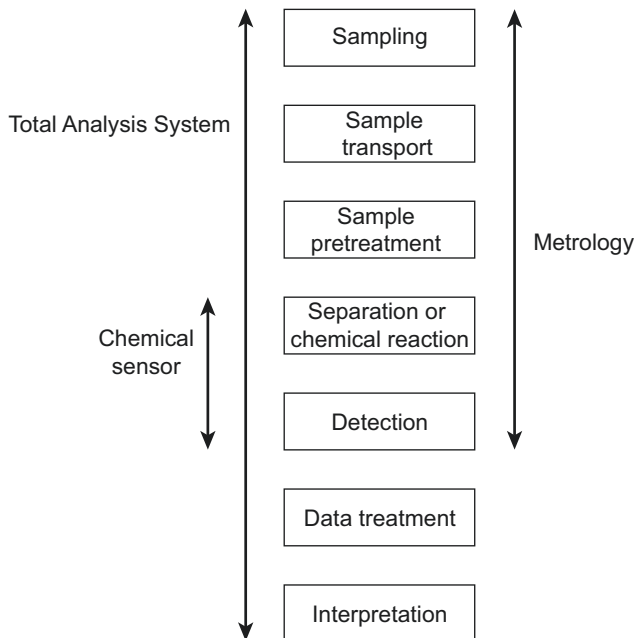 Sampling
Total Analysis System
Sample
transport
Sample
pretreatment
Metrology
Separation or
chemical reaction
Chemical
sensor
Detection
Data treatment
Interpretation